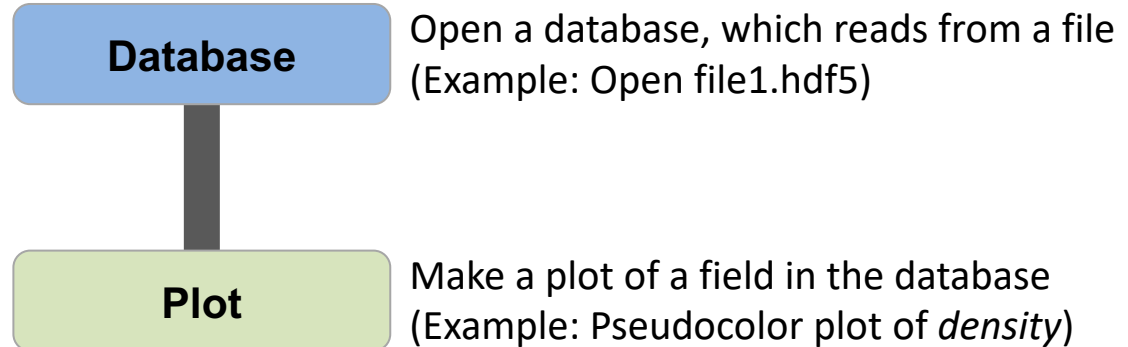 Database
Open a database, which reads from a file
(Example: Open file1.hdf5)
Plot
Make a plot of a field in the database
(Example: Pseudocolor plot of density)